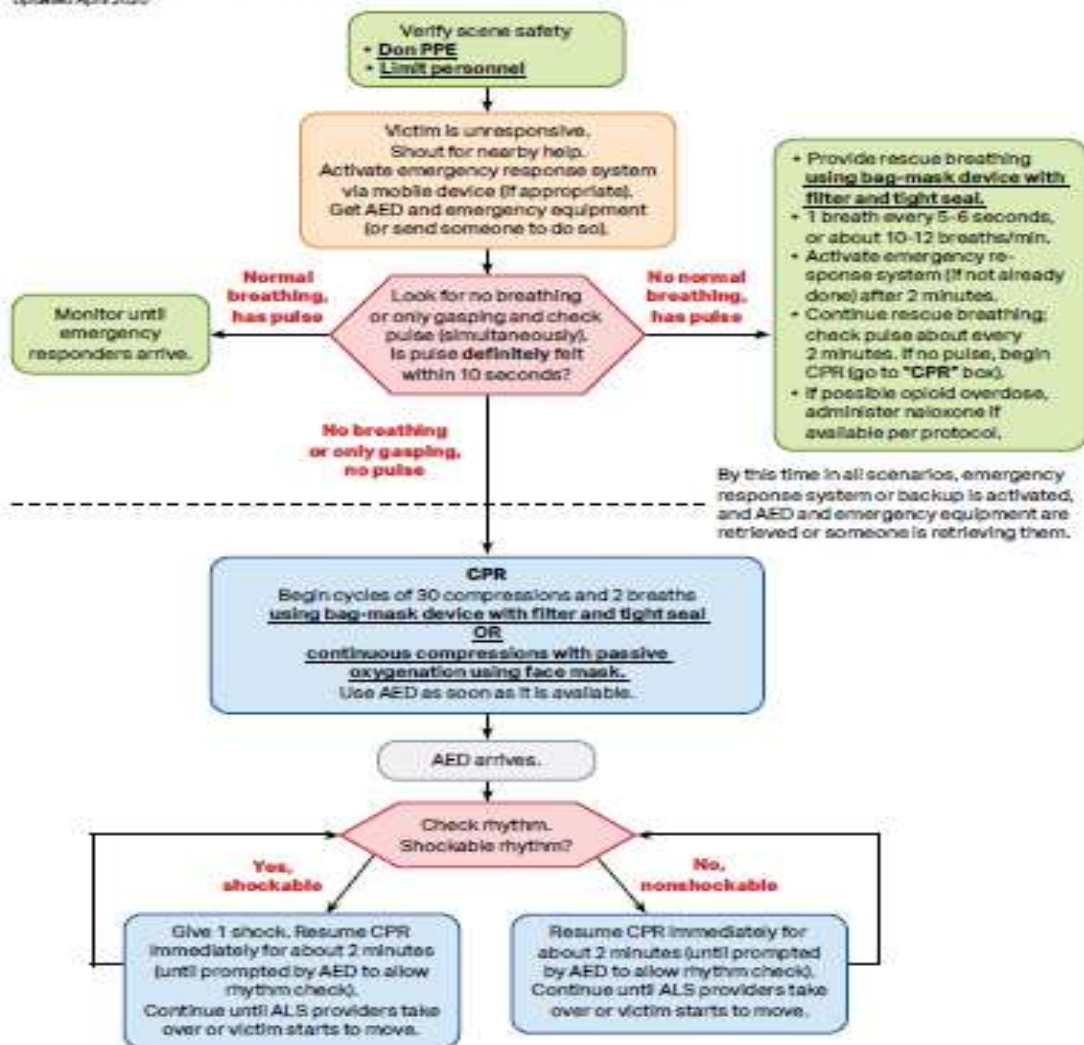 Updated April 2020
Verify scene safety
• Don PPE
• Limit personnel
Victim is unresponsive.
Shout for nearby help.
Activate emergency response system
via mobile device (if appropriate).
Get AED and emergency equipment
(or send someone to do so).
Normal
breathing,
has pulse
Look for no breathing
or only gasping and check
pulse (simultaneously).
Is pulse definitely felt
within 10 seconds?
No normal
breathing,
has pulse
Monitor until
emergency
responders arrive.
• Provide rescue breathing
using bag-mask device with
filter and tight seal.
• 1 breath every 5-6 seconds,
or about 10-12 breaths/min.
• Activate emergency re-
sponse system (if not already
done) after 2 minutes.
• Continue rescue breathing;
check pulse about every
2 minutes. If no pulse, begin
CPR (go to "CPR" box).
• If possible opioid overdose,
administer naloxone if
available per protocol.
No breathing
or only gasping,
no pulse
By this time in all scenarios, emergency
response system or backup is activated,
and AED and emergency equipment are
retrieved or someone is retrieving them.
CPR
Begin cycles of 30 compressions and 2 breaths
using bag-mask device with filter and tight seal
OR
continuous compressions with passive
oxygenation using face mask.
Use AED as soon as it is available.
AED arrives.
Check rhythm.
Shockable rhythm?
Yes,
shockable
No,
nonshockable
Give 1 shock. Resume CPR
immediately for about 2 minutes
(until prompted by AED to allow
rhythm check).
Continue until ALS providers take
over or victim starts to move.
Resume CPR immediately for
about 2 minutes (until prompted
by AED to allow rhythm check).
Continue until ALS providers take
over or victim starts to move.